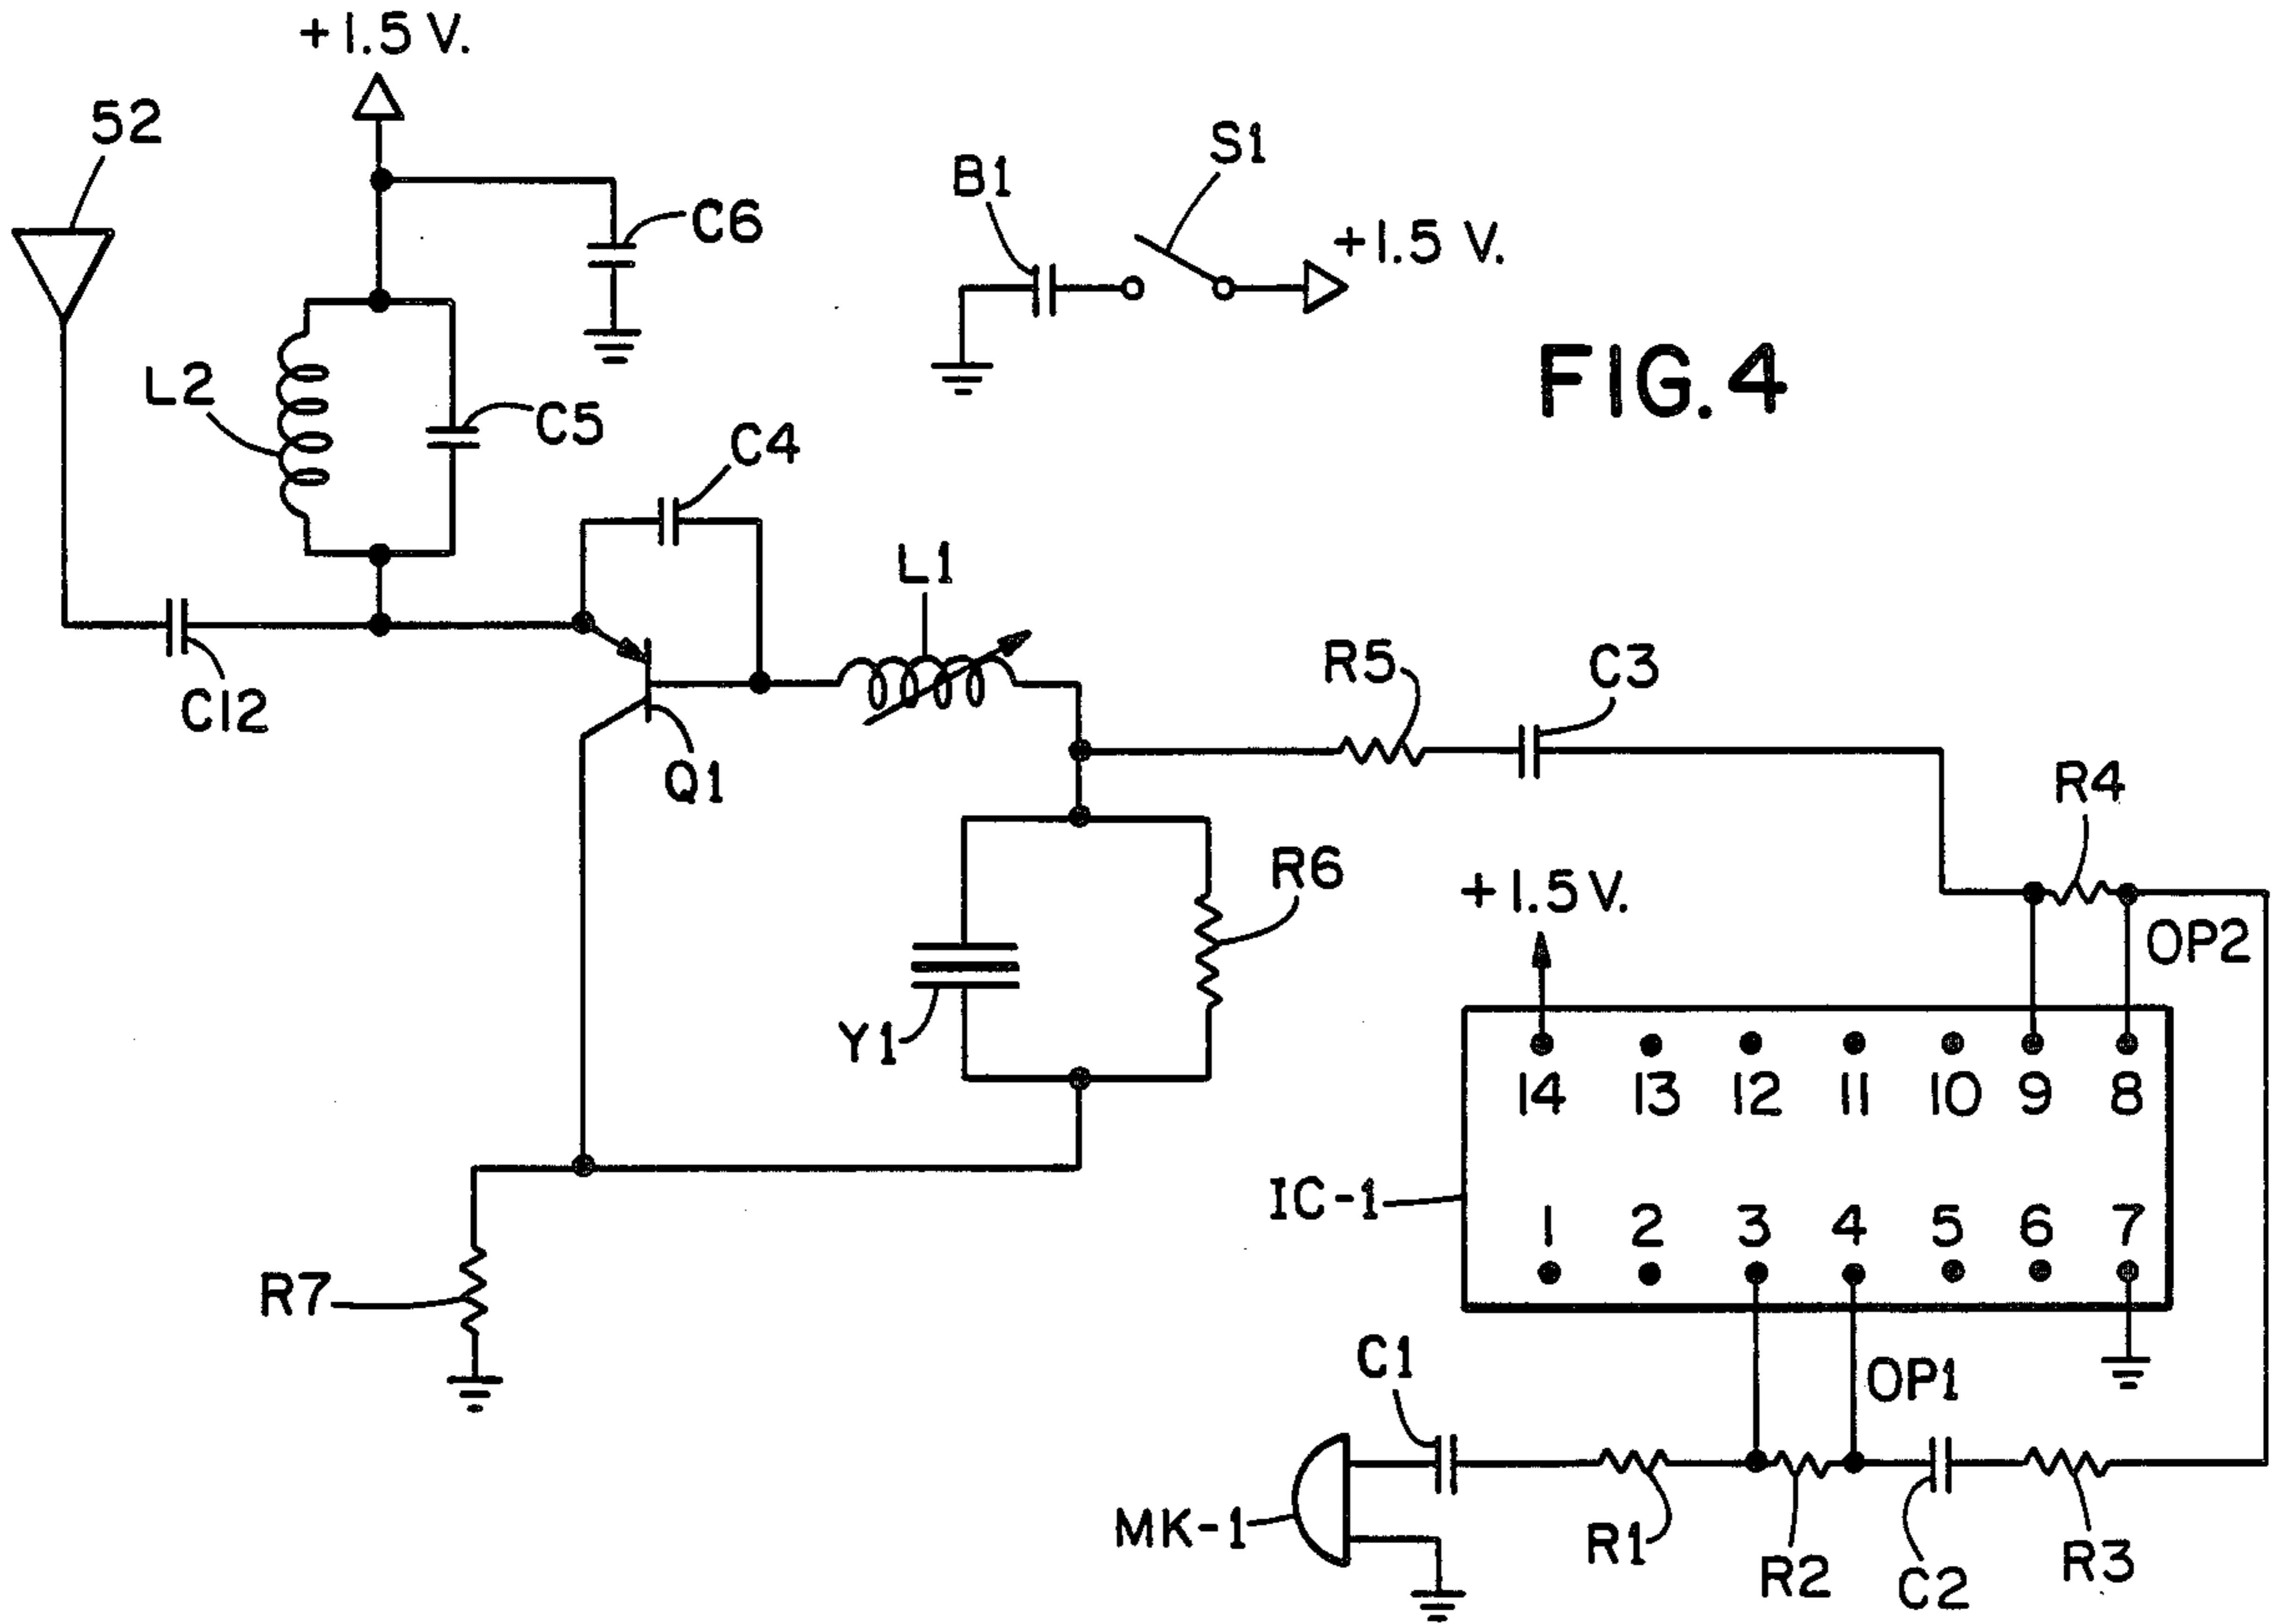 +1.5 V.
52
S1
B1
C6
+1.5 V.
FIG. 4
L2
C5
C4
L1
R5
C3
C12
Q1
R4
R6
+1.5 V.
OP2
Y1
14 13 12 11 10 9 8
IC-1
1 2 3 4 5 6 7
R7
C1
OP1
MK-1
R1
R2
C2
R3